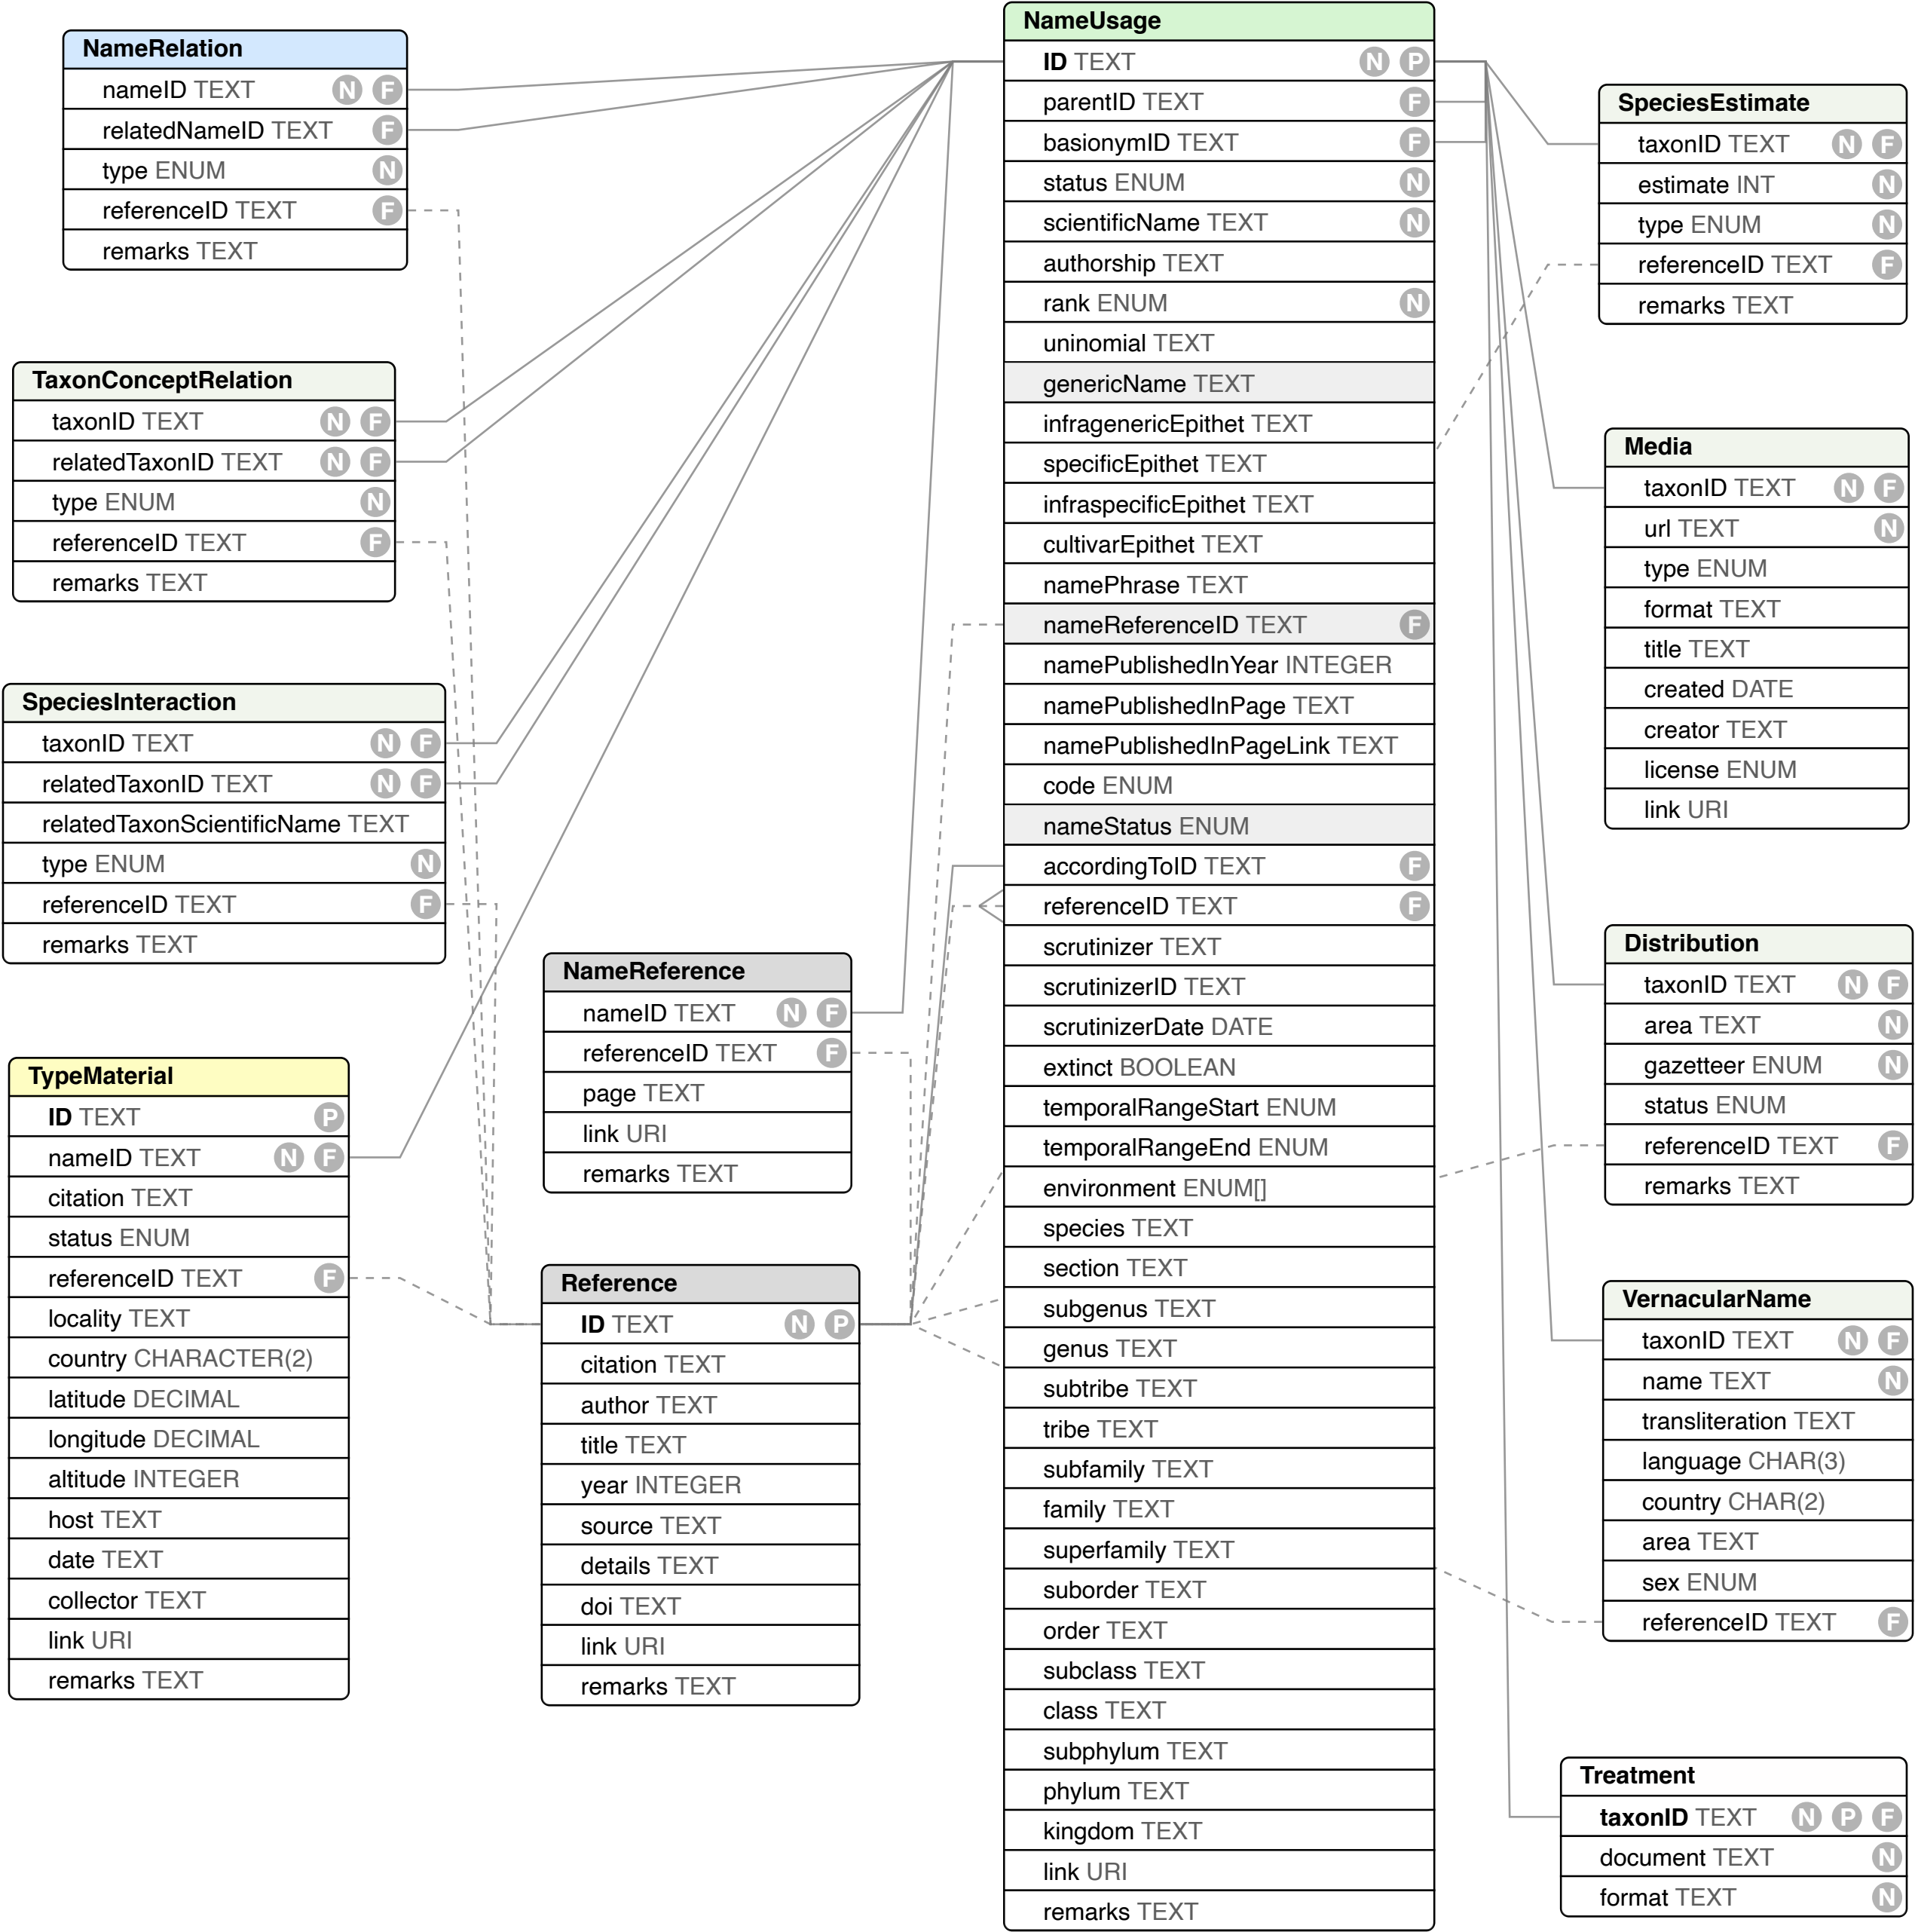 NameRelation
nameID TEXT N F
relatedNameID TEXT F
type ENUM N
referenceID TEXT F
remarks TEXT
TaxonConceptRelation
taxonID TEXT N F
relatedTaxonID TEXT N F
type ENUM N
referenceID TEXT F
remarks TEXT
SpeciesInteraction
taxonID TEXT N F
relatedTaxonID TEXT N F
relatedTaxonScientificName TEXT
type ENUM N
referenceID TEXT F
remarks TEXT
TypeMaterial
ID TEXT P
nameID TEXT N F
citation TEXT
status ENUM
referenceID TEXT F
locality TEXT
country CHARACTER(2)
latitude DECIMAL
longitude DECIMAL
altitude INTEGER
host TEXT
date TEXT
collector TEXT
link URI
remarks TEXT
NameReference
nameID TEXT N F
referenceID TEXT F
page TEXT
link URI
remarks TEXT
Reference
ID TEXT N P
citation TEXT
author TEXT
title TEXT
year INTEGER
source TEXT
details TEXT
doi TEXT
link URI
remarks TEXT
NameUsage
ID TEXT N P
parentID TEXT F
basionymID TEXT F
status ENUM N
scientificName TEXT N
authorship TEXT
rank ENUM N
uninomial TEXT
genericName TEXT
infragenericEpithet TEXT
specificEpithet TEXT
infraspecificEpithet TEXT
cultivarEpithet TEXT
namePhrase TEXT
nameReferenceID TEXT F
namePublishedInYear INTEGER
namePublishedInPage TEXT
namePublishedInPageLink TEXT
code ENUM
nameStatus ENUM
accordingToID TEXT F
referenceID TEXT F
scrutinizer TEXT
scrutinizerID TEXT
scrutinizerDate DATE
extinct BOOLEAN
temporalRangeStart ENUM
temporalRangeEnd ENUM
environment ENUM[]
species TEXT
section TEXT
subgenus TEXT
genus TEXT
subtribe TEXT
tribe TEXT
subfamily TEXT
family TEXT
superfamily TEXT
suborder TEXT
order TEXT
subclass TEXT
class TEXT
subphylum TEXT
phylum TEXT
kingdom TEXT
link URI
remarks TEXT
SpeciesEstimate
taxonID TEXT N F
estimate INT N
type ENUM N
referenceID TEXT F
remarks TEXT
Media
taxonID TEXT N F
url TEXT N
type ENUM
format TEXT
title TEXT
created DATE
creator TEXT
license ENUM
link URI
Distribution
taxonID TEXT N F
area TEXT N
gazetteer ENUM N
status ENUM
referenceID TEXT F
remarks TEXT
VernacularName
taxonID TEXT N F
name TEXT N
transliteration TEXT
language CHAR(3)
country CHAR(2)
area TEXT
sex ENUM
referenceID TEXT F
Treatment
taxonID TEXT N P F
document TEXT N
format TEXT N